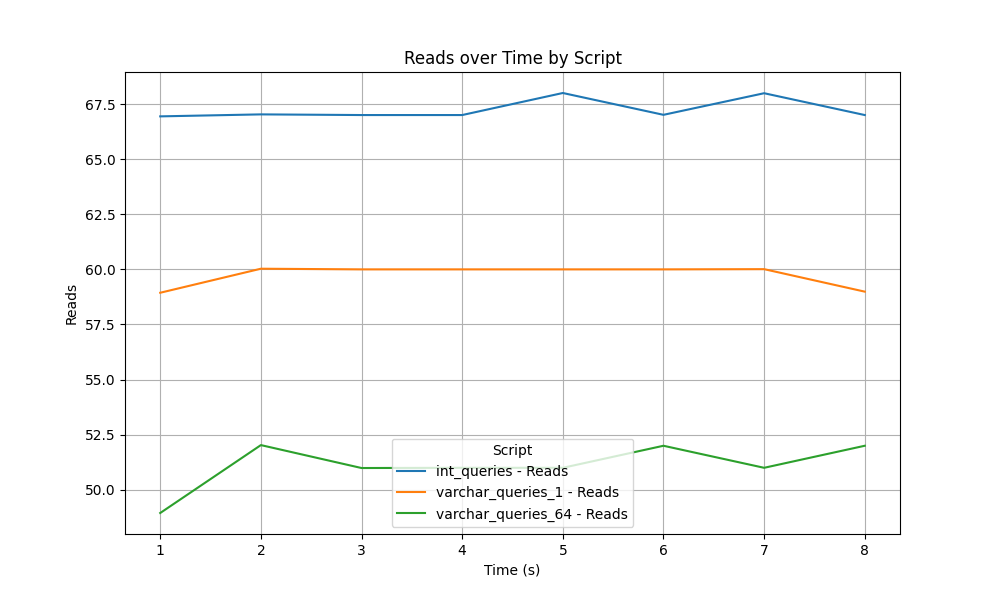 Reads over Time by Script
67.5
65.0
62.5
60.0
57.5
55.0
52.5
50.0
Reads
Script
int_queries - Reads
varchar_queries_1 - Reads
varchar_queries_64 - Reads
1 2 3 4 5 6 7 8
Time (s)